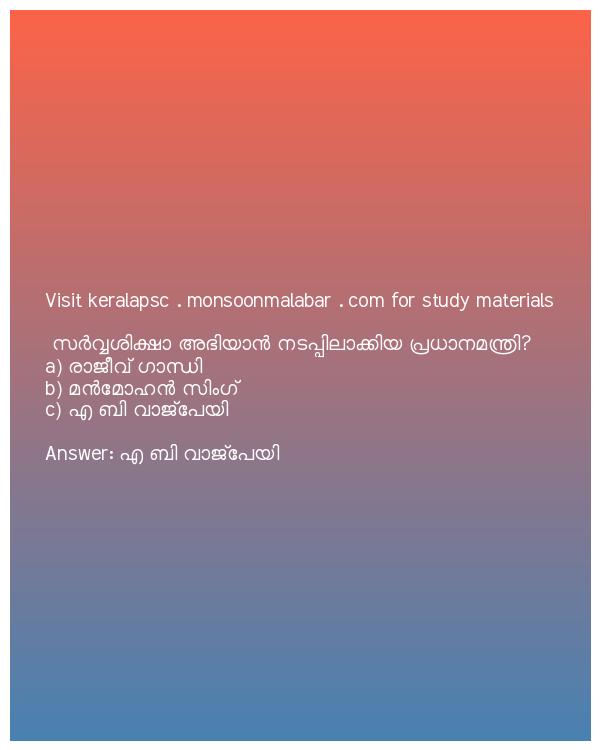 Visit keralapsc . monsoonmalabar . com for study materials
സർവ്വശിക്ഷാ അഭിയാൻ നടപ്പിലാക്കിയ പ്രധാനമന്ത്രി?
a) രാജീവ് ഗാന്ധി
b) മൻമോഹൻ സിംഗ്
c) എ ബി വാജ്പേയി
Answer: എ ബി വാജ്പേയി